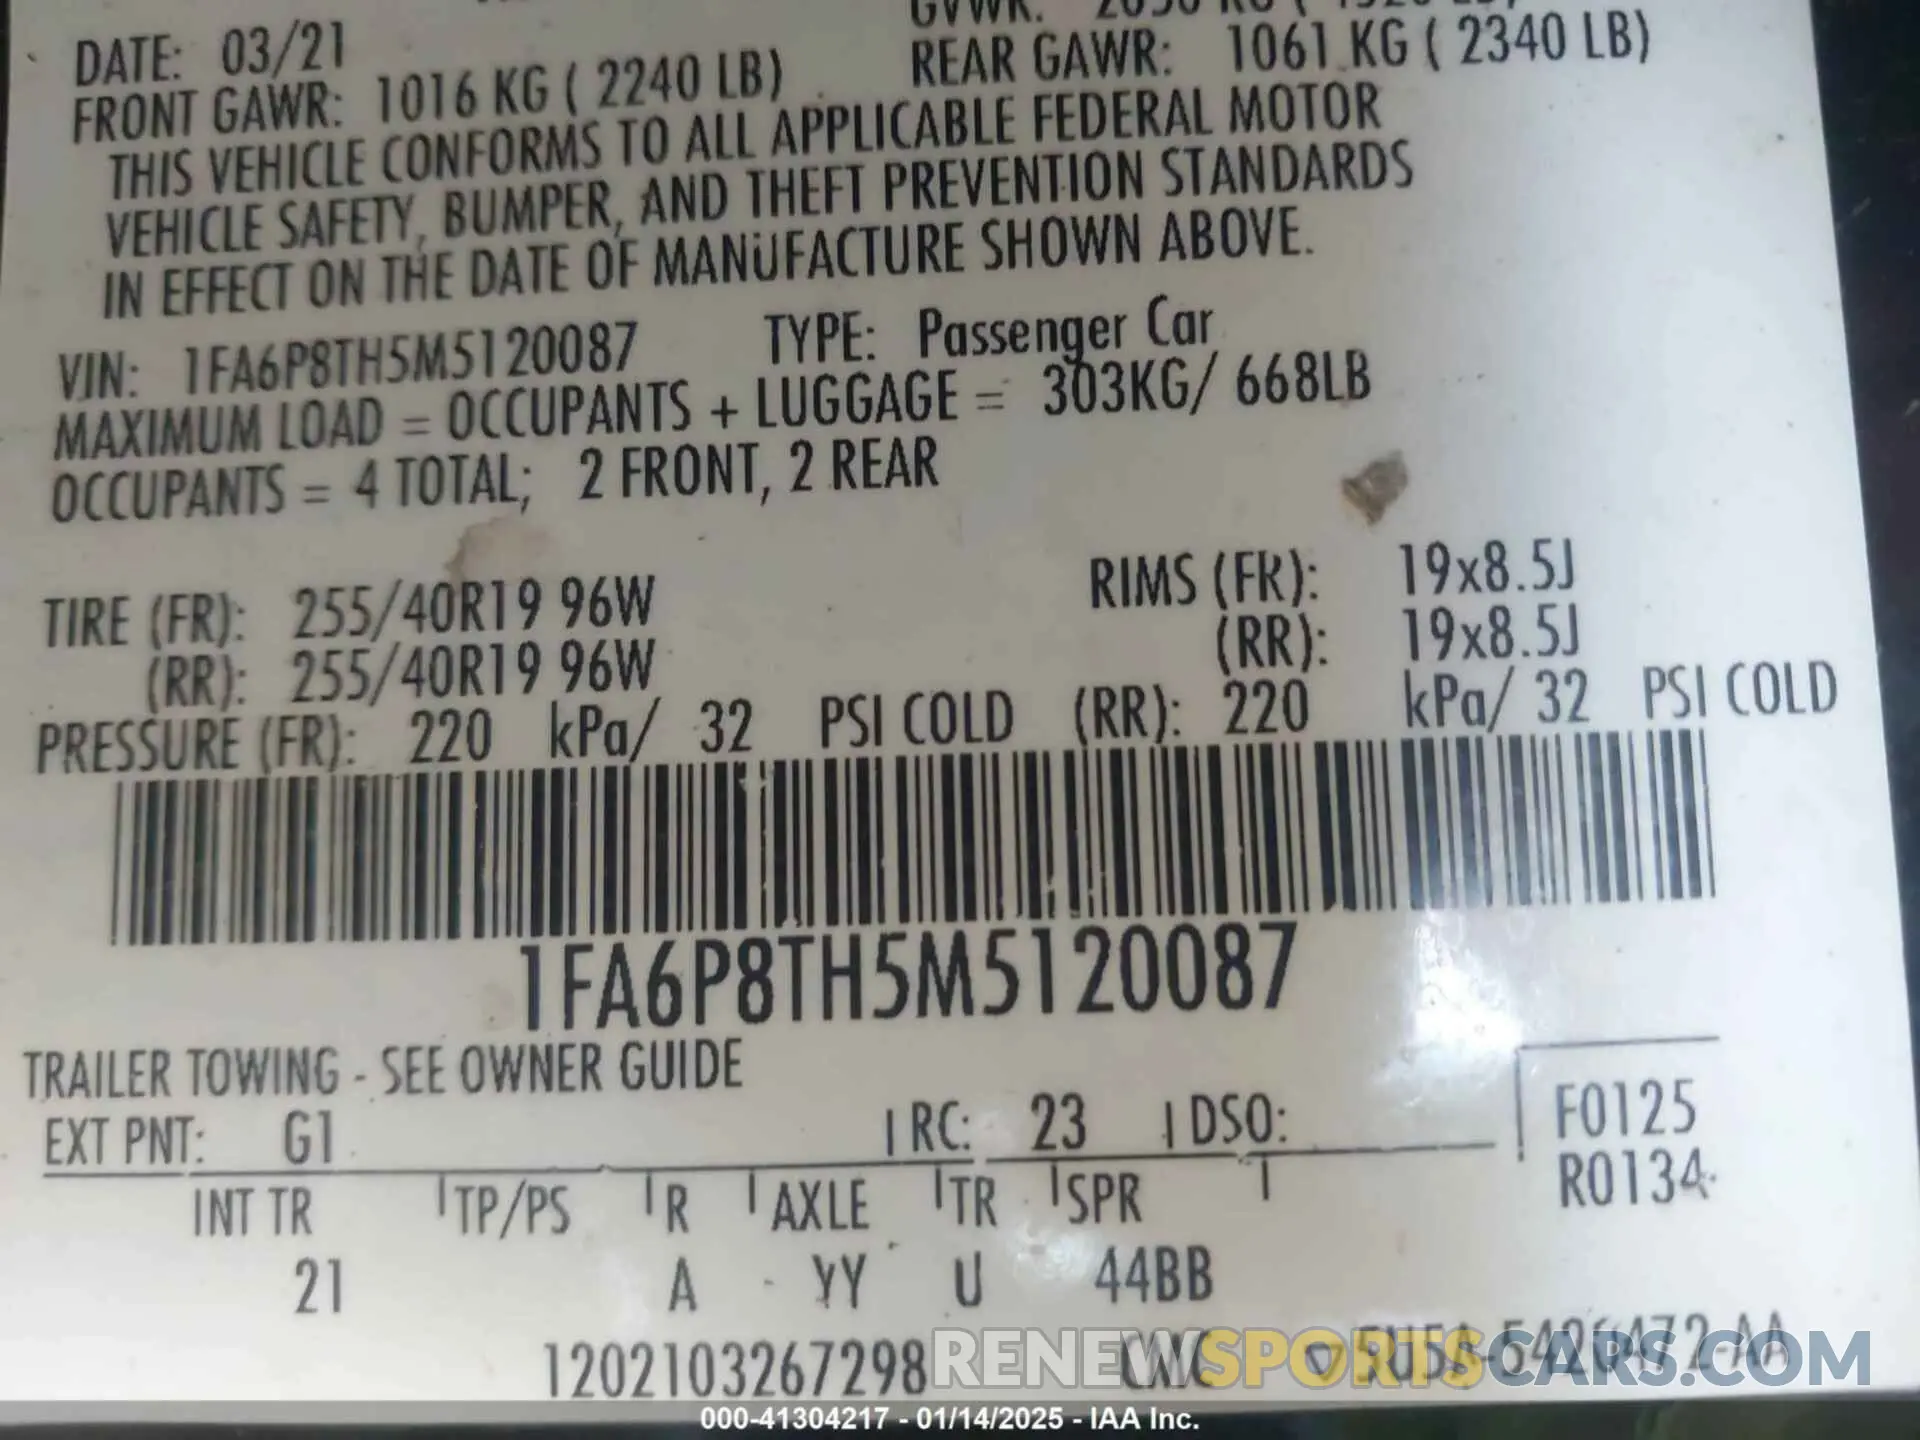 DATE: 03/21
REAR GAWR: 1061 KG ( 2340 LB)
FRONT GAWR: 1016 KG ( 2240 LB)
THIS VEHICLE CONFORMS TO ALL APPLICABLE FEDERAL MOTOR
VEHICLE SAFETY, BUMPER, AND THEFT PREVENTION STANDARDS
IN EFFECT ON THE DATE OF MANUFACTURE SHOWN ABOVE.
VIN: 1FA6P8TH5M5120087 TYPE: Passenger Car
MAXIMUM LOAD = OCCUPANTS + LUGGAGE = 303KG/ 668LB
OCCUPANTS = 4 TOTAL; 2 FRONT, 2 REAR
TIRE (FR): 255/40R19 96W RIMS (FR): 19x8.5J
(RR): 255/40R19 96W (RR): 19x8.5J
PRESSURE (FR): 220 kPa/ 32 PSI COLD (RR): 220 kPa/ 32 PSI COLD
1FA6P8TH5M5120087
TRAILER TOWING - SEE OWNER GUIDE
EXT PNT: G1 RC: 23 DSO: F0125
R0134
INT TR TP/PS R AXLE TR SPR
21 A YY U 44BB
1202103267298
RENEWSPORTSCARS.COM
000-41304217 - 01/14/2025 - IAA Inc.